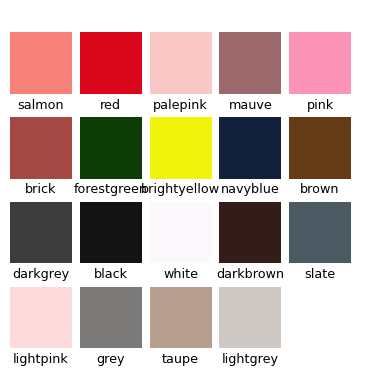 salmon red palepink mauve pink
brick forestgreen brightyellow navyblue brown
darkgrey black white darkbrown slate
lightpink grey taupe lightgrey